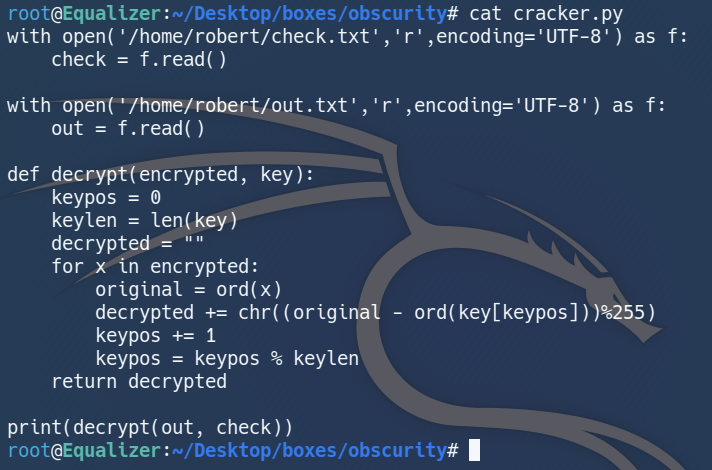 root@Equalizer:~/Desktop/boxes/obscurity# cat cracker.py
with open('/home/robert/check.txt','r',encoding='UTF-8') as f:
    check = f.read()

with open('/home/robert/out.txt','r',encoding='UTF-8') as f:
    out = f.read()

def decrypt(encrypted, key):
    keypos = 0
    keylen = len(key)
    decrypted = ""
    for x in encrypted:
        original = ord(x)
        decrypted += chr((original - ord(key[keypos]))%255)
        keypos += 1
        keypos = keypos % keylen
    return decrypted

print(decrypt(out, check))
root@Equalizer:~/Desktop/boxes/obscurity#